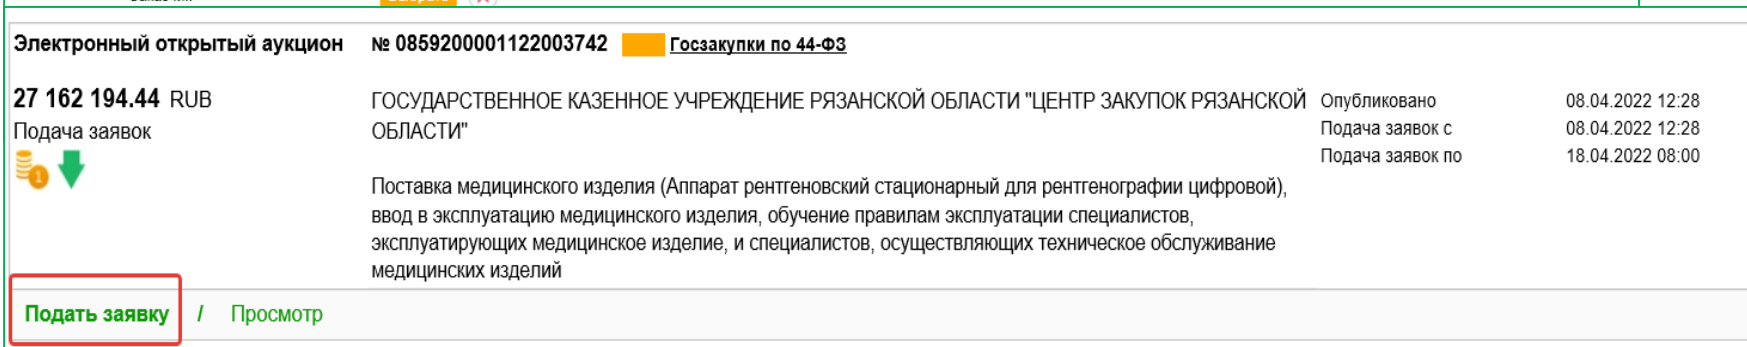 Электронный открытый аукцион № 0859200001122003742 Госзакупки по 44-ФЗ
27 162 194.44 RUB
Подача заявок
ГОСУДАРСТВЕННОЕ КАЗЕННОЕ УЧРЕЖДЕНИЕ РЯЗАНСКОЙ ОБЛАСТИ "ЦЕНТР ЗАКУПОК РЯЗАНСКОЙ
ОБЛАСТИ"
Поставка медицинского изделия (Аппарат рентгеновский стационарный для рентгенографии цифровой),
ввод в эксплуатацию медицинского изделия, обучение правилам эксплуатации специалистов,
эксплуатирующих медицинское изделие, и специалистов, осуществляющих техническое обслуживание
медицинских изделий
Опубликовано 08.04.2022 12:28
Подача заявок с 08.04.2022 12:28
Подача заявок по 18.04.2022 08:00
Подать заявку / Просмотр